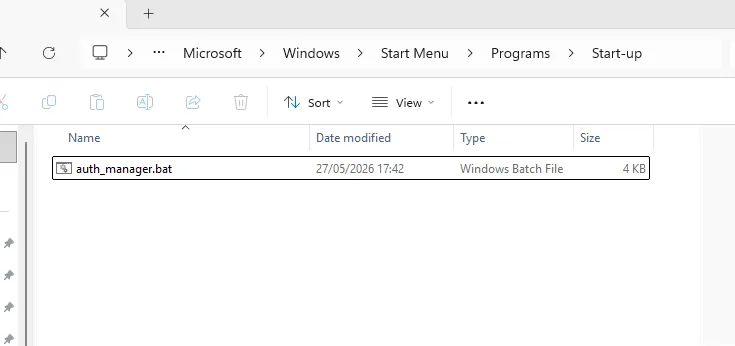 Microsoft Windows Start Menu Programs Start-up
Sort View
Name Date modified Type Size
auth_manager.bat 27/05/2026 17:42 Windows Batch File 4 KB